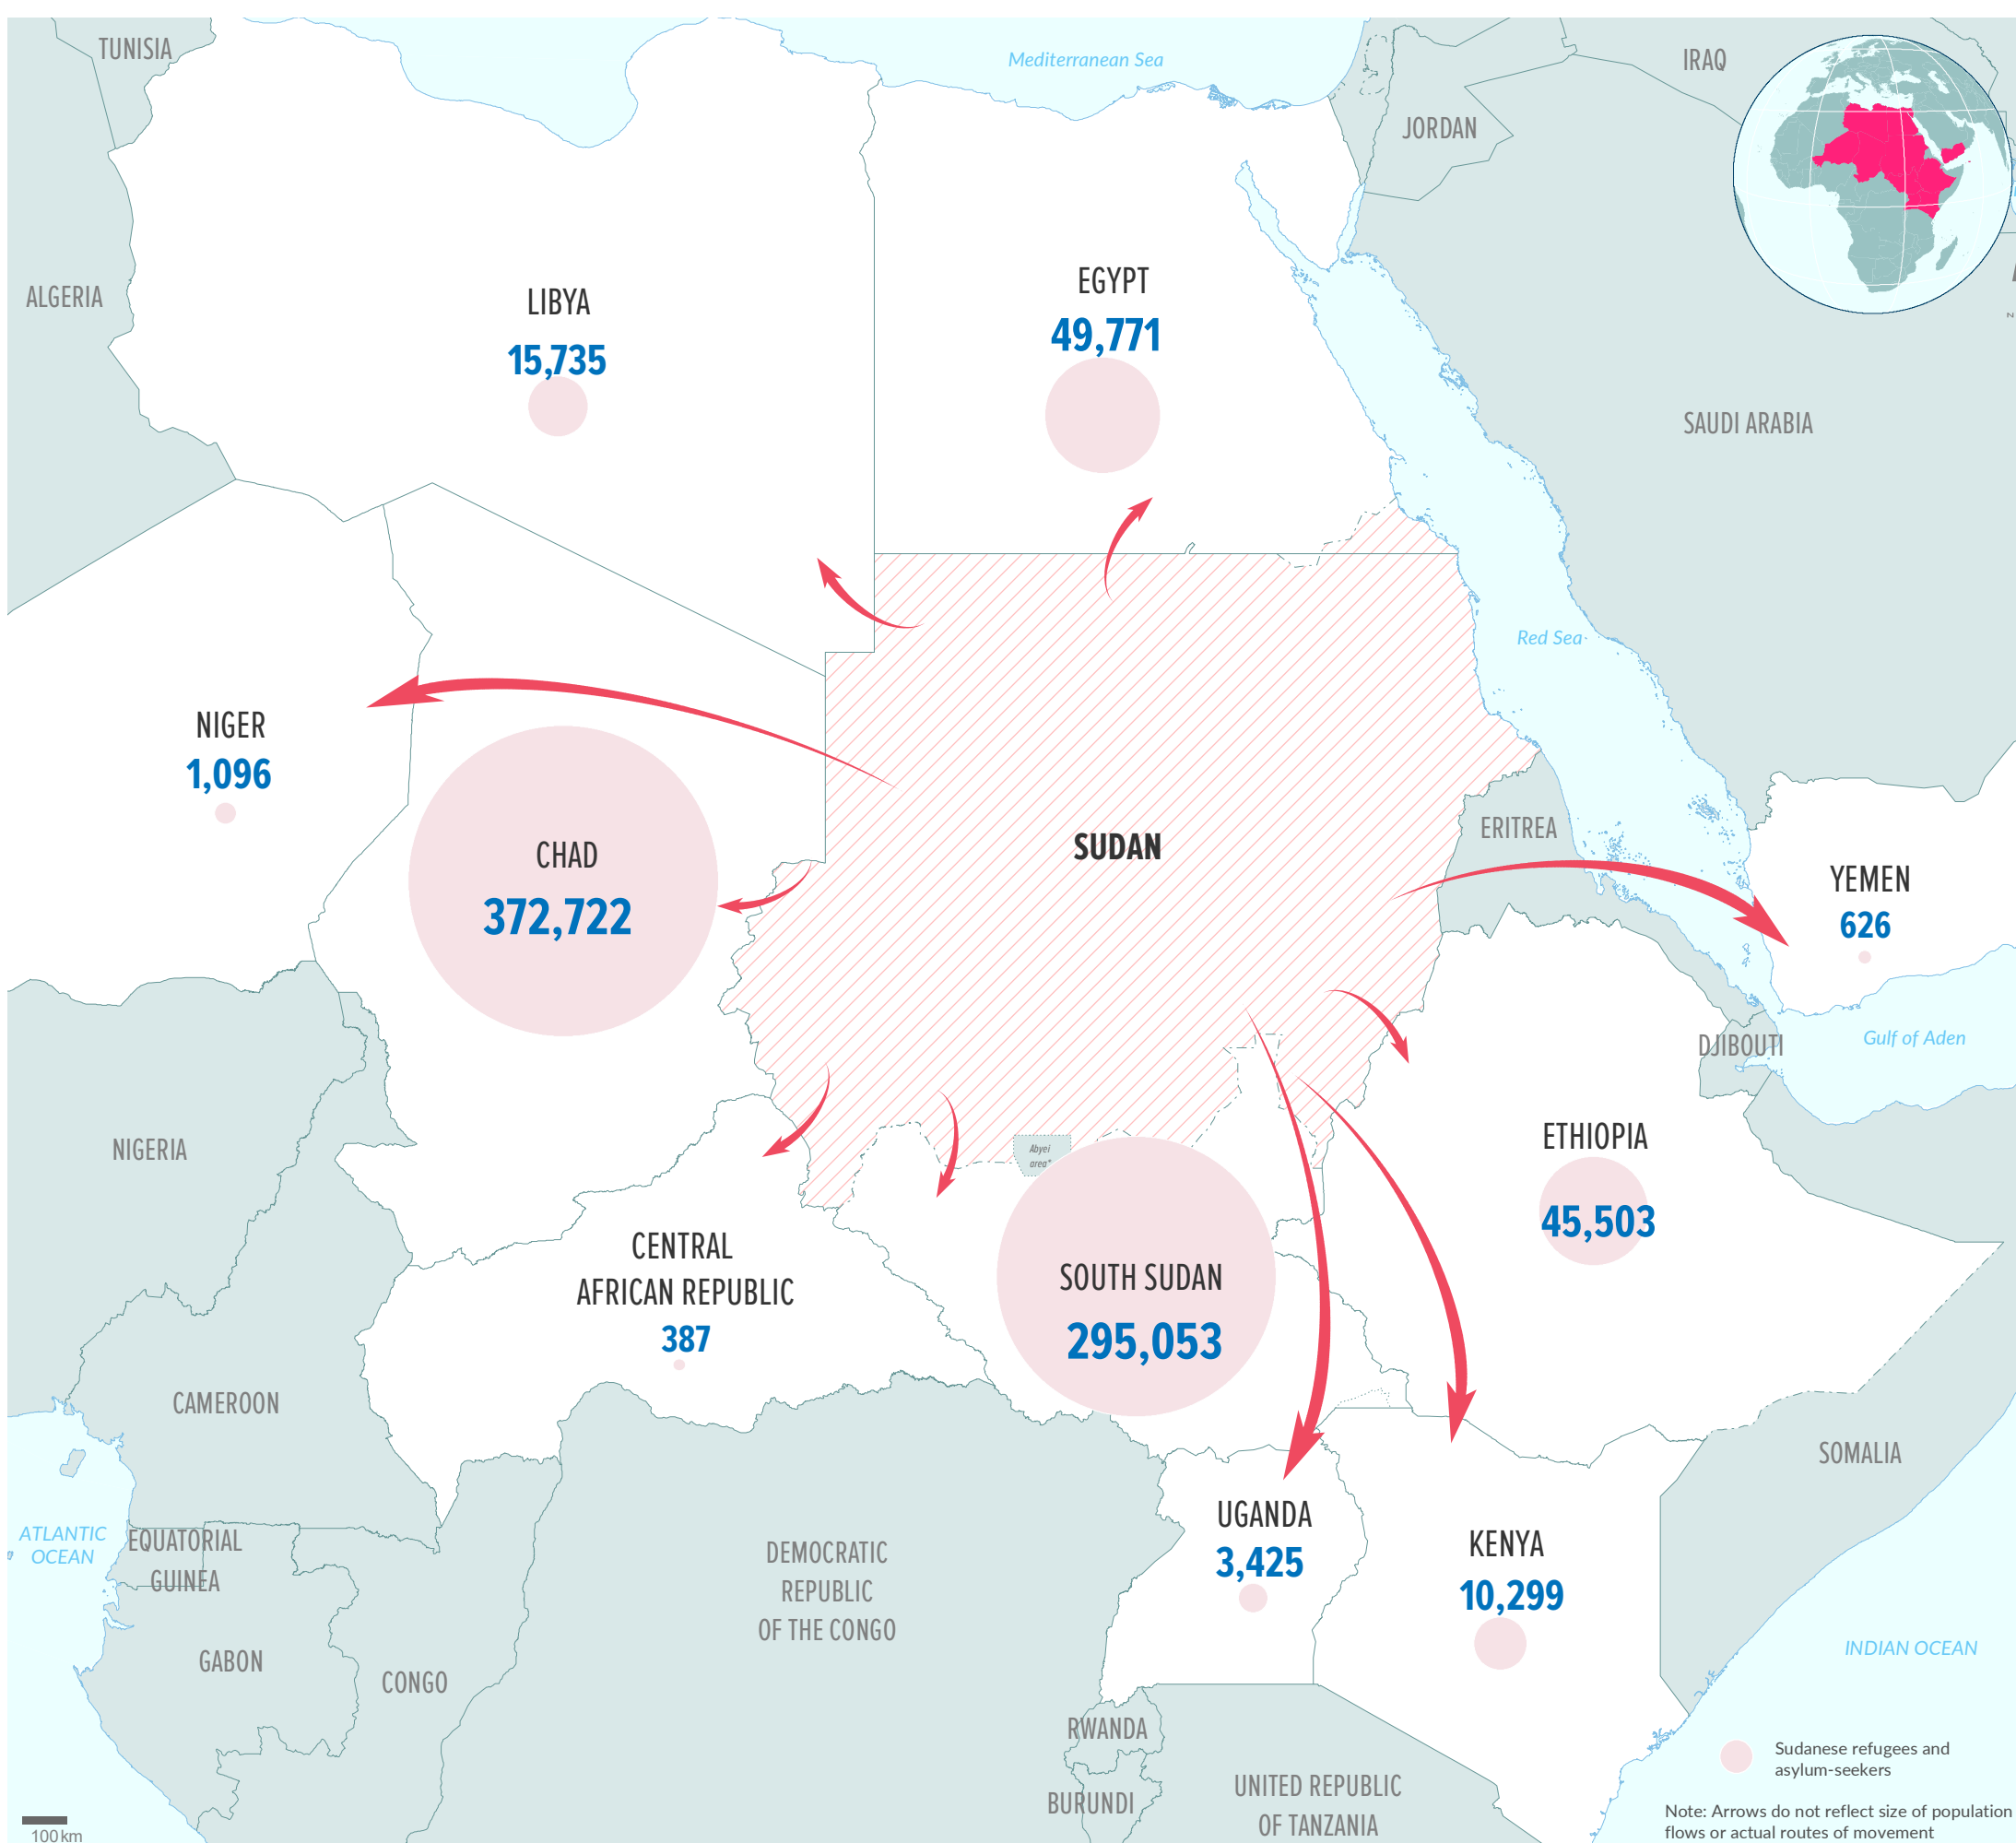 TUNISIA
Mediterranean Sea
IRAQ
JORDAN
ALGERIA
LIBYA
15,735
EGYPT
49,771
SAUDI ARABIA
N
Red Sea
NIGER
1,096
CHAD
372,722
SUDAN
ERITREA
YEMEN
626
Gulf of Aden
DJIBOUTI
NIGERIA
Abyei
area*
ETHIOPIA
45,503
CENTRAL
AFRICAN REPUBLIC
387
SOUTH SUDAN
295,053
CAMEROON
SOMALIA
ATLANTIC
OCEAN
EQUATORIAL
GUINEA
DEMOCRATIC
REPUBLIC
OF THE CONGO
UGANDA
3,425
KENYA
10,299
GABON
CONGO
INDIAN OCEAN
RWANDA
BURUNDI
UNITED REPUBLIC
OF TANZANIA
Sudanese refugees and
asylum-seekers
Note: Arrows do not reflect size of population
flows or actual routes of movement
100 km